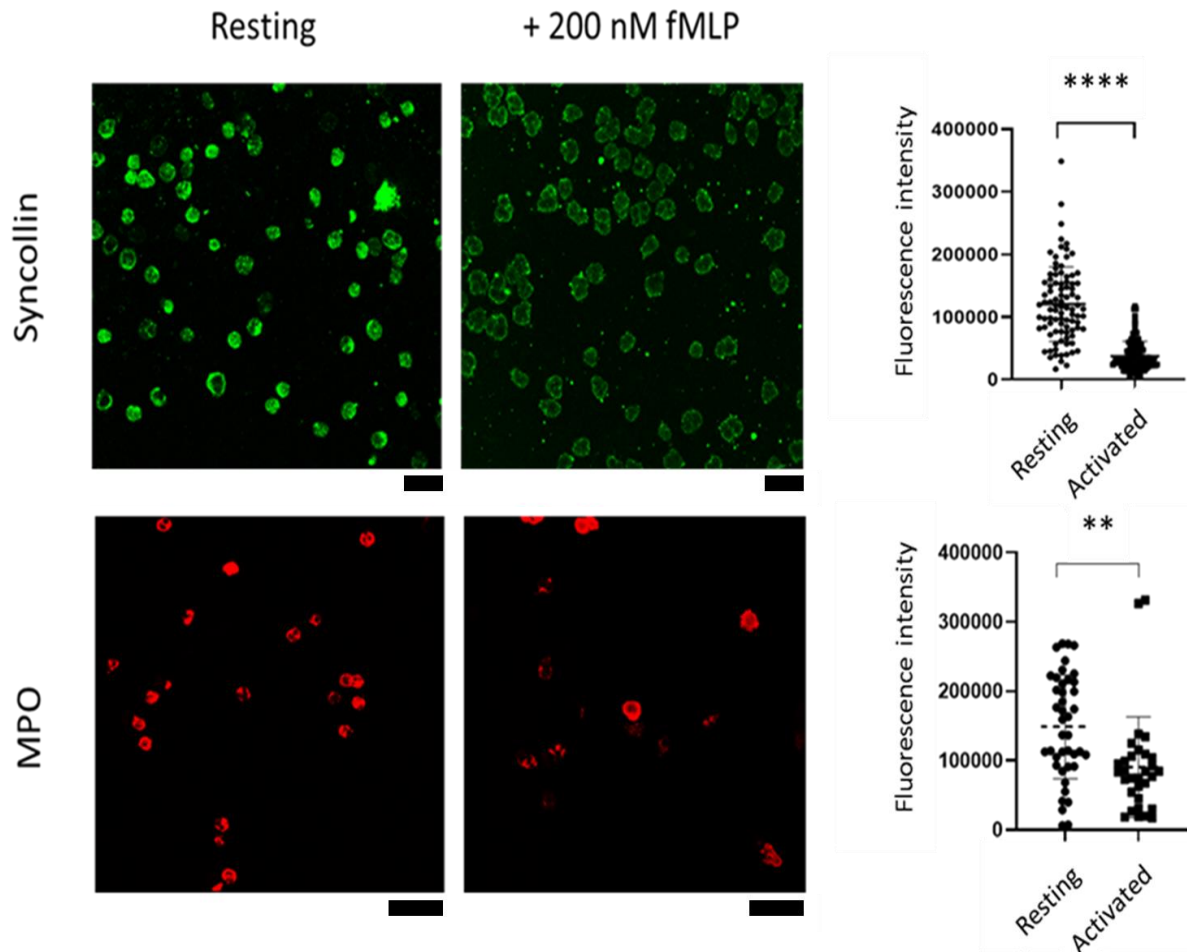 Resting
+ 200 nM fMLP
Syncollin
****
Fluorescence intensity
400000
300000
200000
100000
0
Resting
Activated
MPO
**
Fluorescence intensity
400000
300000
200000
100000
0
Resting
Activated